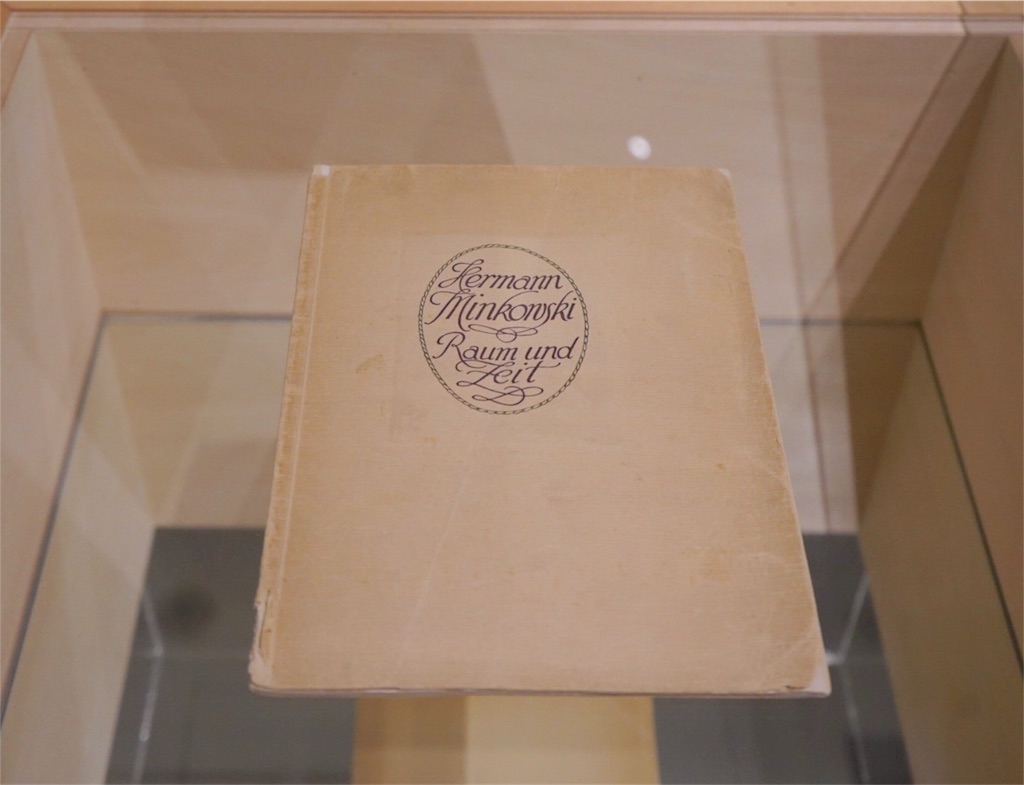 Hermann
Minkowski
Raum und
Zeit